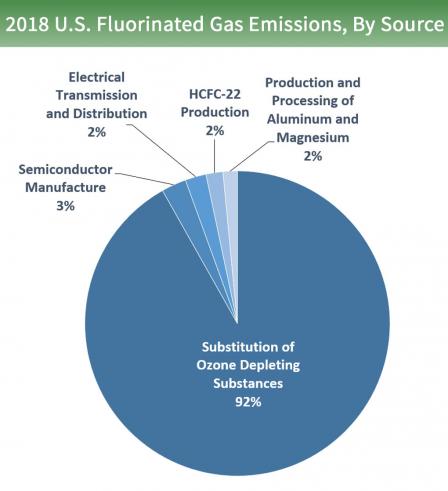 2018 U.S. Fluorinated Gas Emissions, By Source
Electrical
Transmission
and Distribution
2%
HCFC-22
Production
2%
Production and
Processing of
Aluminum and
Magnesium
2%
Semiconductor
Manufacture
3%
Substitution of
Ozone Depleting
Substances
92%